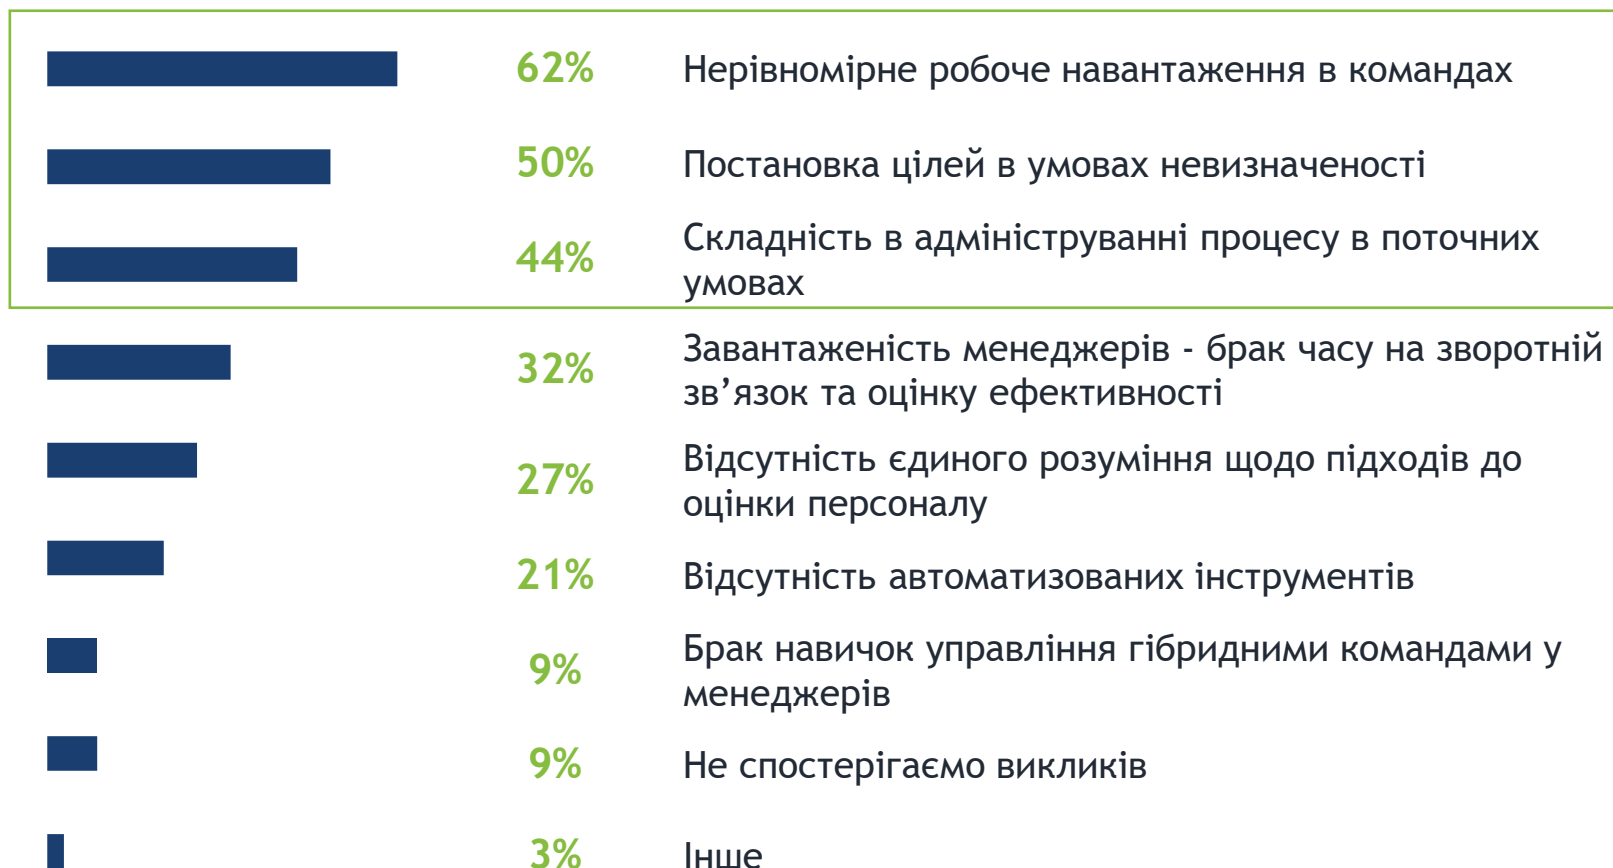 62% Нерівномірне робоче навантаження в командах
50% Постановка цілей в умовах невизначеності
44% Складність в адмініструванні процесу в поточних
умовах
32% Завантаженість менеджерів - брак часу на зворотній
зв’язок та оцінку ефективності
27% Відсутність єдиного розуміння щодо підходів до
оцінки персоналу
21% Відсутність автоматизованих інструментів
9% Брак навичок управління гібридними командами у
менеджерів
9% Не спостерігаємо викликів
3% Інше